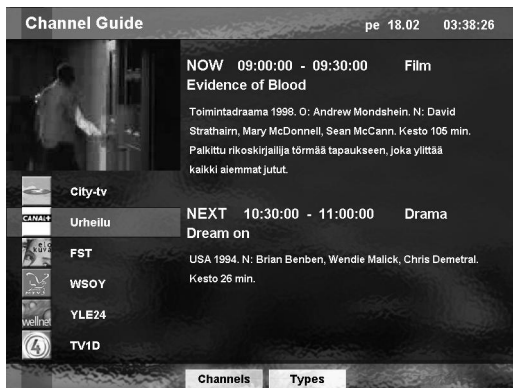 Channel Guide
pe 18.02 03:38:26
NOW 09:00:00 - 09:30:00 Film
Evidence of Blood
Toimintadraama 1998. O: Andrew Mondshein. N: David
Strathairn, Mary McDonnell, Sean McCann. Kesto 105 min.
Palkittu rikoskirjailija törmää tapaukseen, joka ylittää
kaikki aiemmat jutut.
NEXT 10:30:00 - 11:00:00 Drama
Dream on
USA 1994. N: Brian Benben, Wendie Malick, Chris Demetral.
Kesto 26 min.
City-tv
CANAL+ Urheilu
elo kuva FST
WSOY
wellnet YLE24
4 TV1D
Channels Types